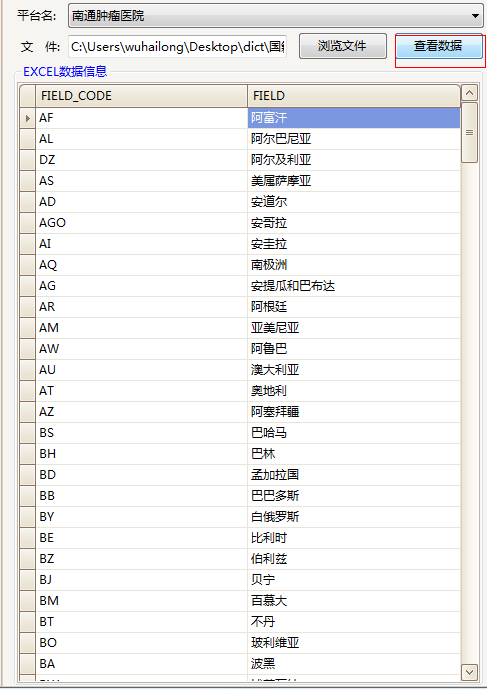 平台名: 南通肿瘤医院
文 件: C:\Users\wuhailong\Desktop\dict\国 浏览文件 查看数据
EXCEL数据信息
FIELD_CODE FIELD
AF 阿富汗
AL 阿尔巴尼亚
DZ 阿尔及利亚
AS 美属萨摩亚
AD 安道尔
AGO 安哥拉
AI 安圭拉
AQ 南极洲
AG 安提瓜和巴布达
AR 阿根廷
AM 亚美尼亚
AW 阿鲁巴
AU 澳大利亚
AT 奥地利
AZ 阿塞拜疆
BS 巴哈马
BH 巴林
BD 孟加拉国
BB 巴巴多斯
BY 白俄罗斯
BE 比利时
BZ 伯利兹
BJ 贝宁
BM 百慕大
BT 不丹
BO 玻利维亚
BA 波黑